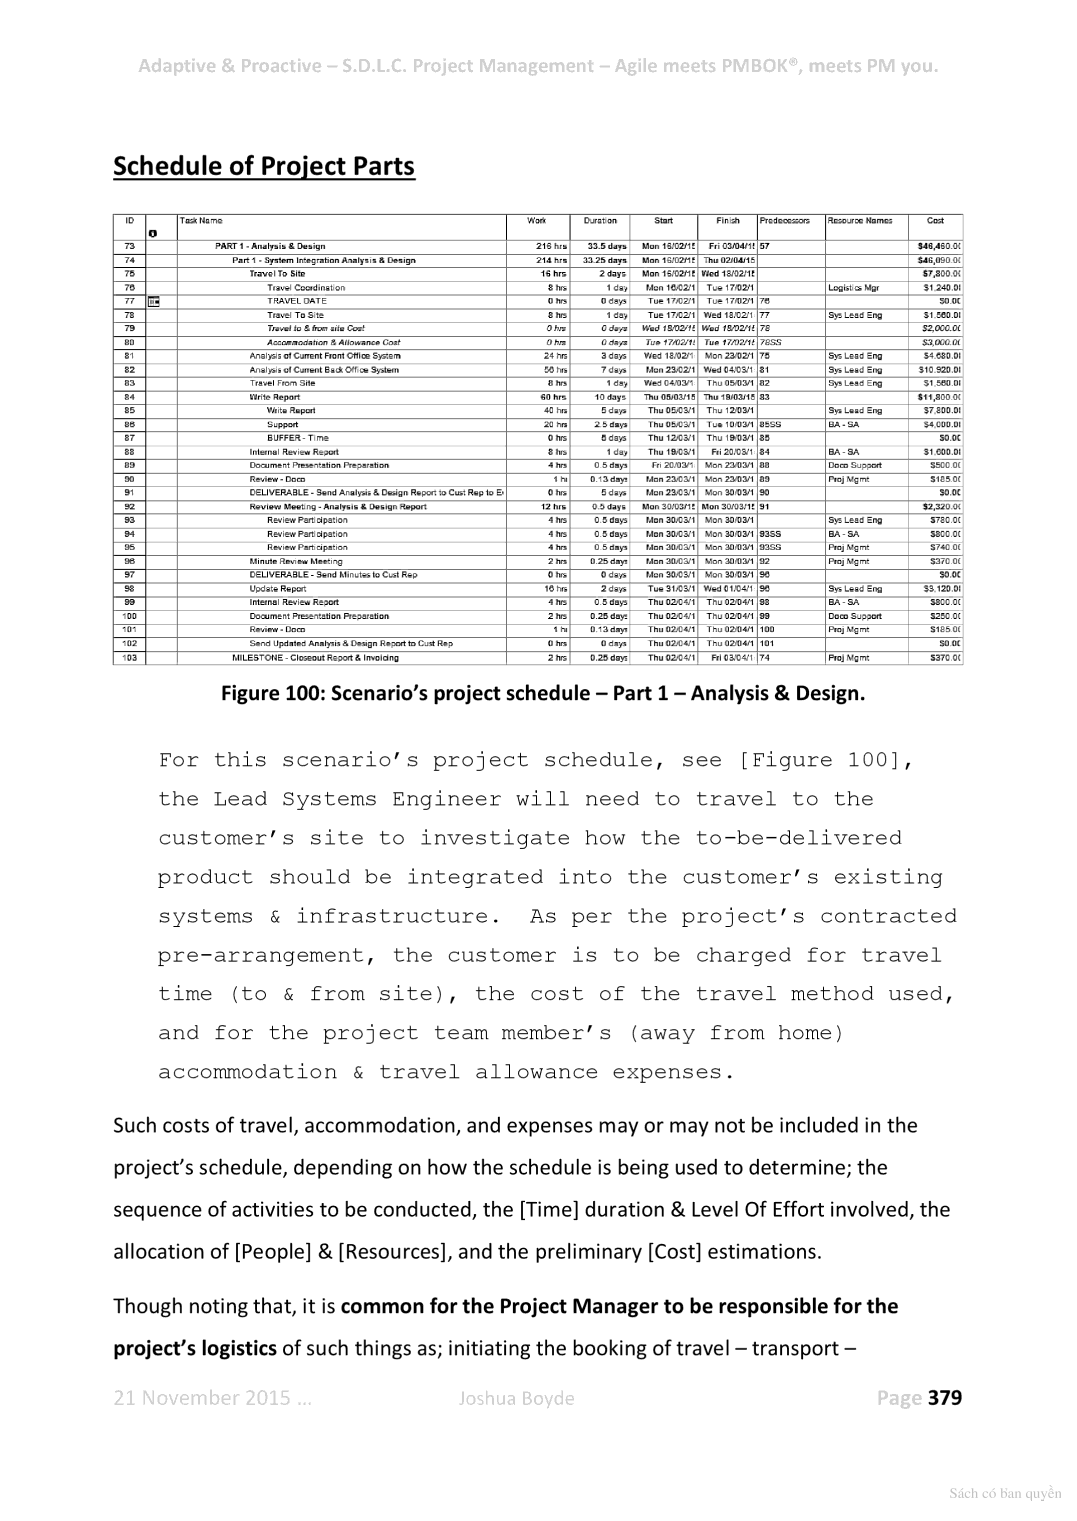 Adaptive & Proactive – S.D.L.C. Project Management – Agile meets PMBOK®, meets PM you.
Schedule of Project Parts
ID Task Name Work Duration Start Finish Predecessors Resource Names Cost
73 PART 1 - Analysis & Design 216 hrs 33.5 days Mon 16/02/15 Fri 03/04/15 57 $46,460.00
74 Part 1 - System Integration Analysis & Design 214 hrs 33.25 days Mon 16/02/15 Thu 02/04/15 $46,090.00
75 Travel To Site 16 hrs 2 days Mon 16/02/15 Wed 18/02/15 $7,800.00
76 Travel Coordination 8 hrs 1 day Mon 16/02/1 Tue 17/02/1 Logistics Mgr $1,240.00
77 TRAVEL DATE 0 hrs 0 days Tue 17/02/1 Tue 17/02/1 76 $0.00
78 Travel To Site 8 hrs 1 day Tue 17/02/1 Wed 18/02/1 77 Sys Lead Eng $1,560.00
79 Travel to & from site Cost 0 hrs 0 days Wed 18/02/15 Wed 18/02/15 78 $2,000.00
80 Accommodation & Allowance Cost 0 hrs 0 days Tue 17/02/15 Tue 17/02/15 78SS $3,000.00
81 Analysis of Current Front Office System 24 hrs 3 days Wed 18/02/1 Mon 23/02/1 75 Sys Lead Eng $4,680.00
82 Analysis of Current Back Office System 56 hrs 7 days Mon 23/02/1 Wed 04/03/1 81 Sys Lead Eng $10,920.00
83 Travel From Site 8 hrs 1 day Wed 04/03/1 Thu 05/03/1 82 Sys Lead Eng $1,560.00
84 Write Report 60 hrs 10 days Thu 05/03/15 Thu 19/03/15 83 $11,800.00
85 Write Report 40 hrs 5 days Thu 05/03/1 Thu 12/03/1 Sys Lead Eng $7,800.00
86 Support 20 hrs 2.5 days Thu 05/03/1 Tue 10/03/1 85SS BA - SA $4,000.00
87 BUFFER - Time 0 hrs 5 days Thu 12/03/1 Thu 19/03/1 85 $0.00
88 Internal Review Report 8 hrs 1 day Thu 19/03/1 Fri 20/03/1 84 BA - SA $1,600.00
89 Document Presentation Preparation 4 hrs 0.5 days Fri 20/03/1 Mon 23/03/1 88 Doco Support $500.00
90 Review - Doco 1 hr 0.13 days Mon 23/03/1 Mon 23/03/1 89 Proj Mgmt $185.00
91 DELIVERABLE - Send Analysis & Design Report to Cust Rep to E 0 hrs 5 days Mon 23/03/1 Mon 30/03/1 90 $0.00
92 Review Meeting - Analysis & Design Report 12 hrs 0.5 days Mon 30/03/15 Mon 30/03/15 91 $2,320.00
93 Review Participation 4 hrs 0.5 days Mon 30/03/1 Mon 30/03/1 Sys Lead Eng $780.00
94 Review Participation 4 hrs 0.5 days Mon 30/03/1 Mon 30/03/1 93SS BA - SA $800.00
95 Review Participation 4 hrs 0.5 days Mon 30/03/1 Mon 30/03/1 93SS Proj Mgmt $740.00
96 Minute Review Meeting 2 hrs 0.25 days Mon 30/03/1 Mon 30/03/1 92 Proj Mgmt $370.00
97 DELIVERABLE - Send Minutes to Cust Rep 0 hrs 0 days Mon 30/03/1 Mon 30/03/1 96 $0.00
98 Update Report 16 hrs 2 days Tue 31/03/1 Wed 01/04/1 96 Sys Lead Eng $3,120.00
99 Internal Review Report 4 hrs 0.5 days Thu 02/04/1 Thu 02/04/1 98 BA - SA $800.00
100 Document Presentation Preparation 2 hrs 0.25 days Thu 02/04/1 Thu 02/04/1 99 Doco Support $250.00
101 Review - Doco 1 hr 0.13 days Thu 02/04/1 Thu 02/04/1 100 Proj Mgmt $185.00
102 Send Updated Analysis & Design Report to Cust Rep 0 hrs 0 days Thu 02/04/1 Thu 02/04/1 101 $0.00
103 MILESTONE - Closeout Report & Invoicing 2 hrs 0.25 days Thu 02/04/1 Fri 03/04/1 74 Proj Mgmt $370.00
Figure 100: Scenario’s project schedule – Part 1 – Analysis & Design.
For this scenario’s project schedule, see [Figure 100],
the Lead Systems Engineer will need to travel to the
customer’s site to investigate how the to-be-delivered
product should be integrated into the customer’s existing
systems & infrastructure. As per the project’s contracted
pre-arrangement, the customer is to be charged for travel
time (to & from site), the cost of the travel method used,
and for the project team member’s (away from home)
accommodation & travel allowance expenses.
Such costs of travel, accommodation, and expenses may or may not be included in the
project’s schedule, depending on how the schedule is being used to determine; the
sequence of activities to be conducted, the [Time] duration & Level Of Effort involved, the
allocation of [People] & [Resources], and the preliminary [Cost] estimations.
Though noting that, it is common for the Project Manager to be responsible for the
project’s logistics of such things as; initiating the booking of travel – transport –
21 November 2015 ... Joshua Boyde Page 379
Sách có bản quyền